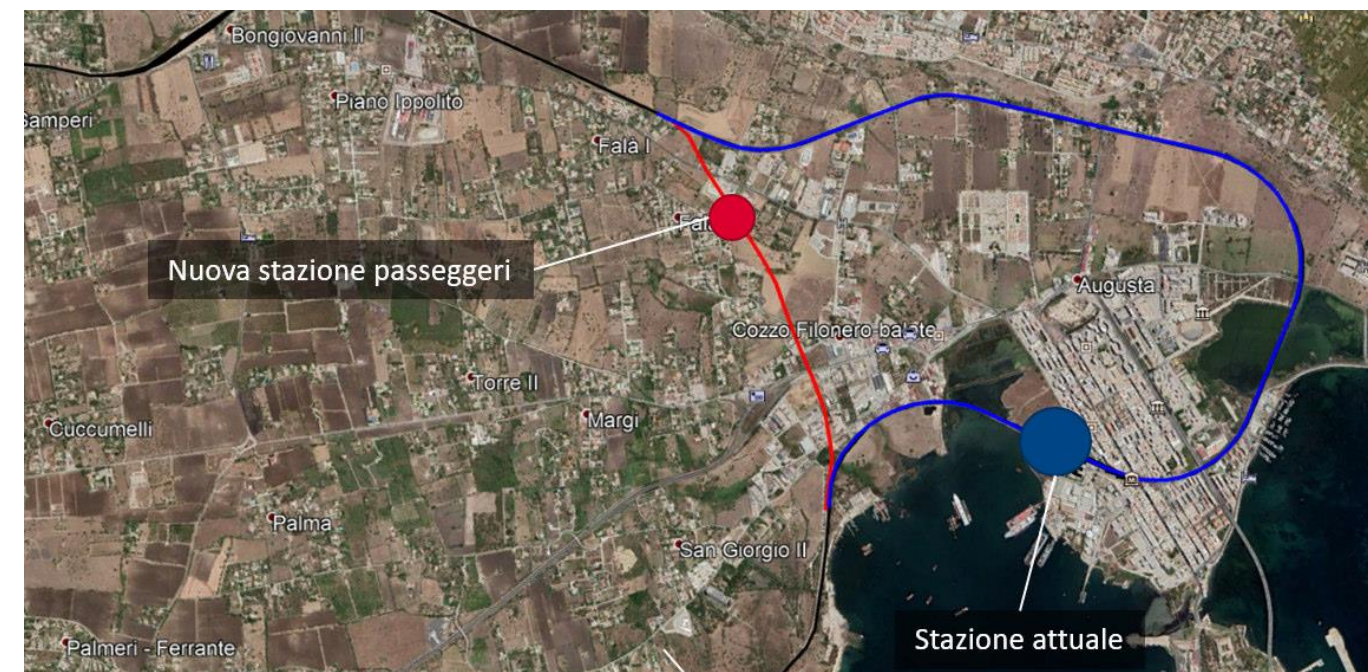 Bongiovanni II
Piano Ippolito
Samperi
Falà I
Nuova stazione passeggeri
Augusta
Cozzo Filonero-balate
Torre II
Margi
Cuccumelli
Palma
San Giorgio II
Stazione attuale
Palmeri - Ferrante